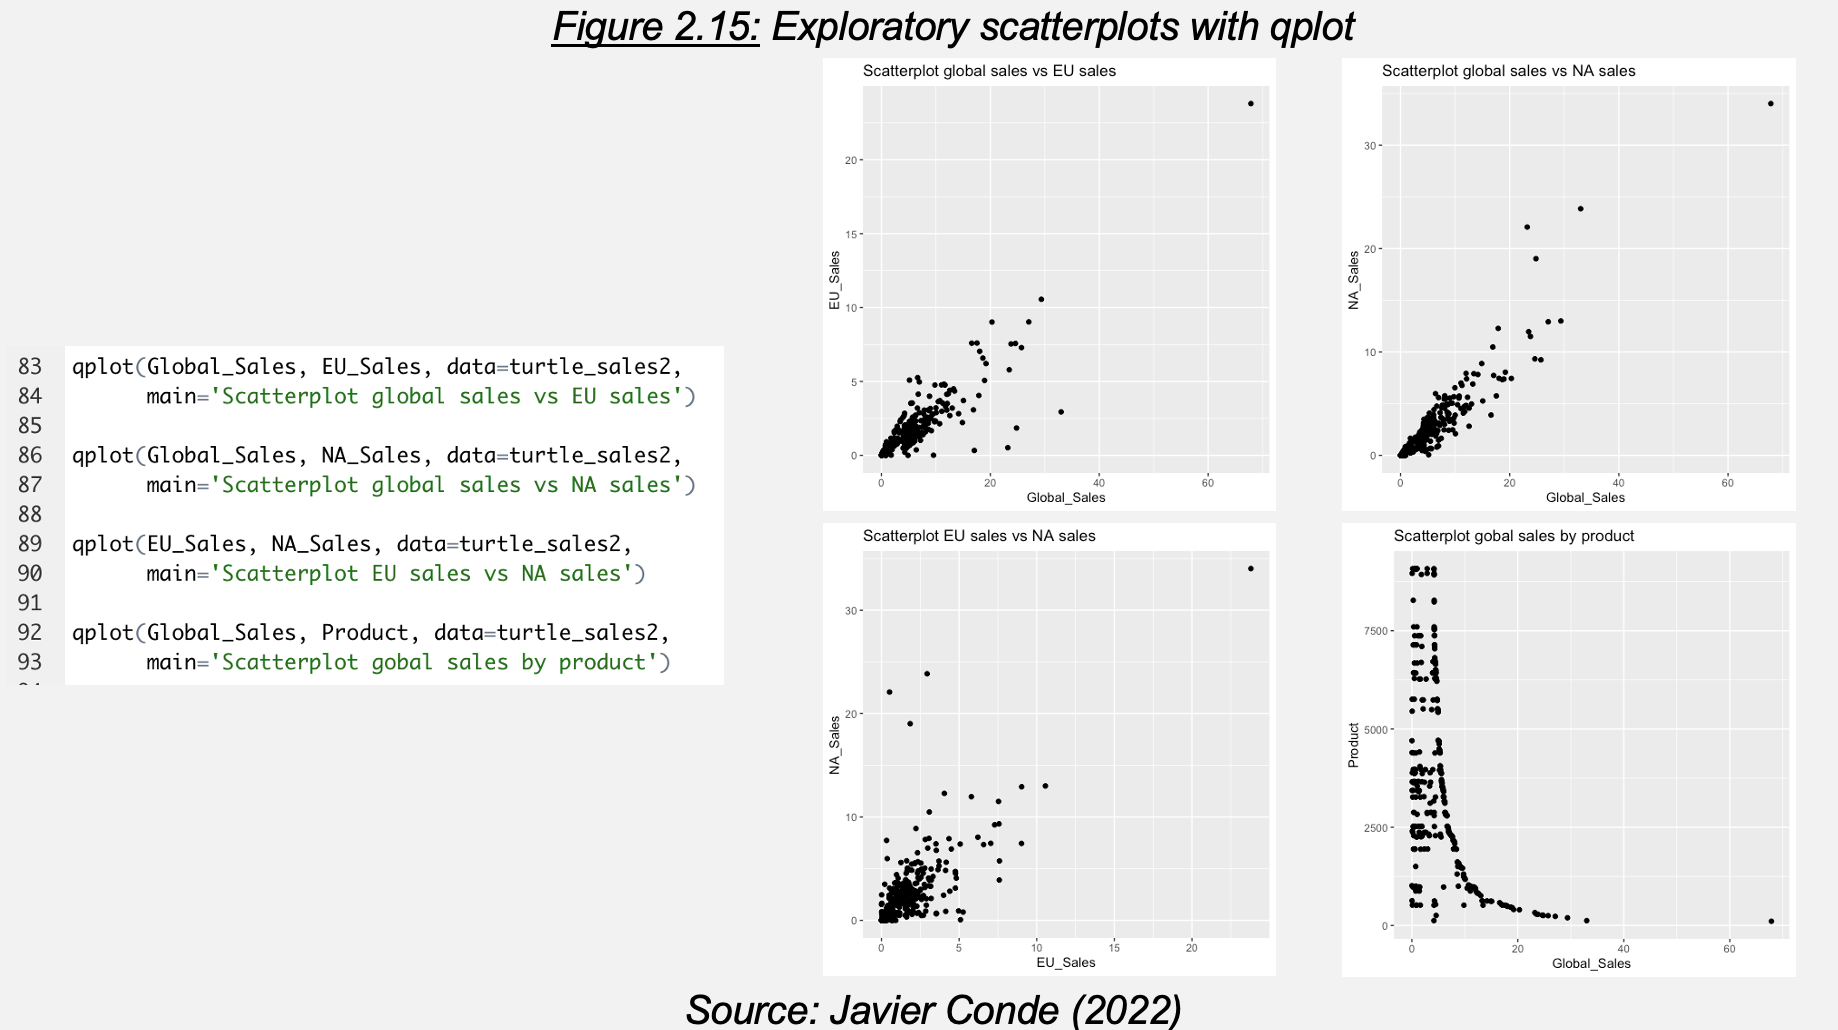 Figure 2.15: Exploratory scatterplots with qplot
83 qplot(Global_Sales, EU_Sales, data=turtle_sales2,
84 main='Scatterplot global sales vs EU sales')
85
86 qplot(Global_Sales, NA_Sales, data=turtle_sales2,
87 main='Scatterplot global sales vs NA sales')
88
89 qplot(EU_Sales, NA_Sales, data=turtle_sales2,
90 main='Scatterplot EU sales vs NA sales')
91
92 qplot(Global_Sales, Product, data=turtle_sales2,
93 main='Scatterplot gobal sales by product')
Scatterplot global sales vs EU sales
EU_Sales
20
15
10
5
0
0 20 40 60
Global_Sales
Scatterplot global sales vs NA sales
NA_Sales
30
20
10
0
0 20 40 60
Global_Sales
Scatterplot EU sales vs NA sales
NA_Sales
30
20
10
0
0 5 10 15 20
EU_Sales
Scatterplot gobal sales by product
Product
7500
5000
2500
0
0 20 40 60
Global_Sales
Source: Javier Conde (2022)